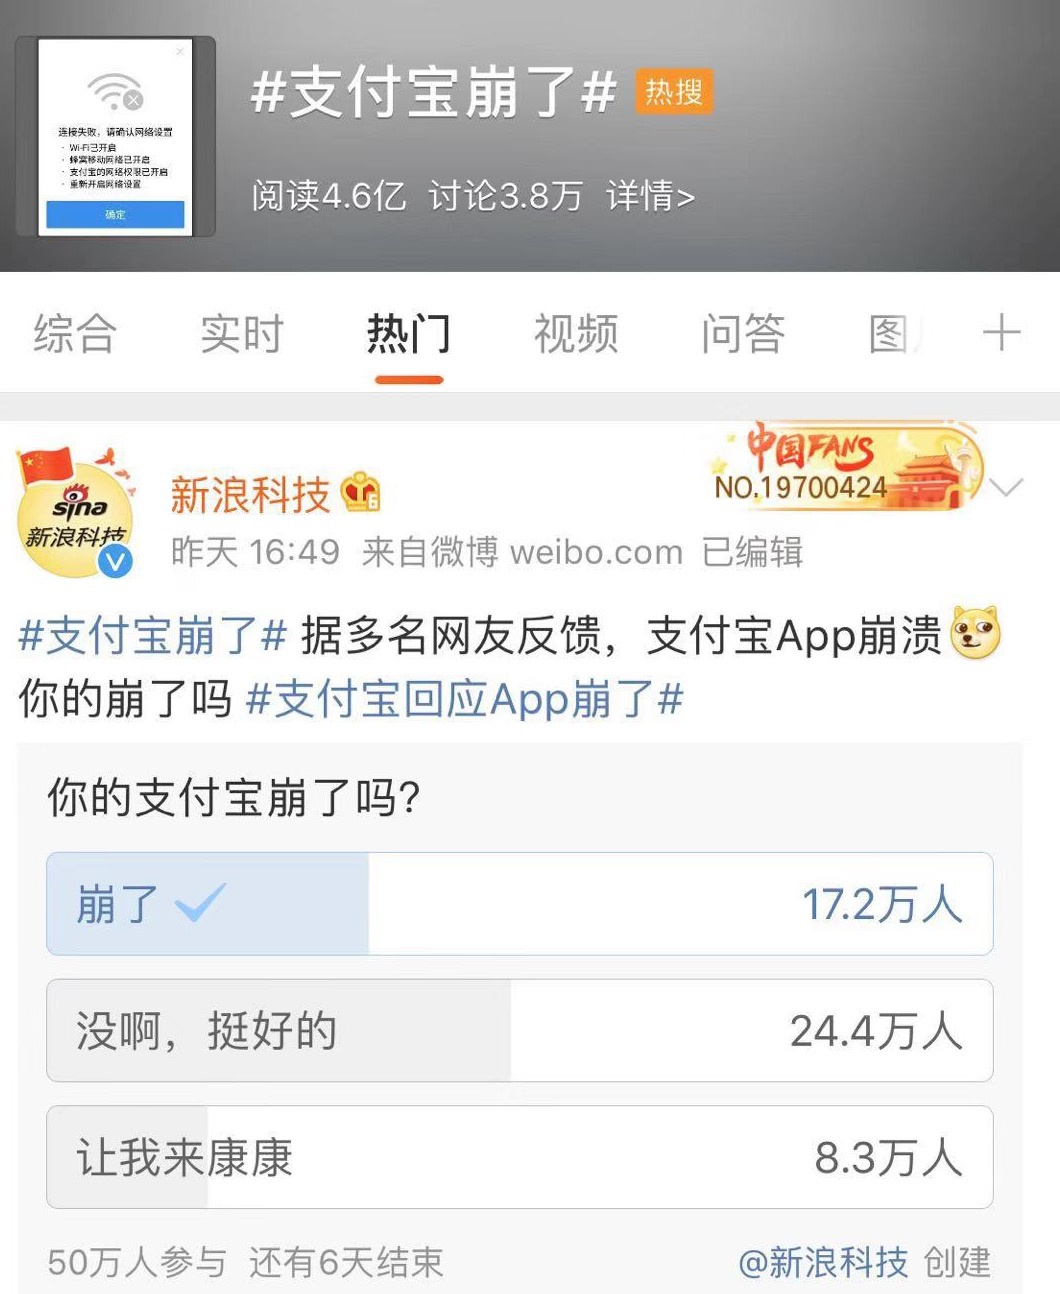 #支付宝崩了# 热搜
阅读4.6亿 讨论3.8万 详情>
连接失败，请确认网络设置
· Wi-Fi已开启
· 蜂窝移动网络已开启
· 支付宝的网络权限已开启
· 重新开启网络设置
确定
综合 实时 热门 视频 问答 图
sina
新浪科技
新浪科技
中国FANS
NO.19700424
昨天 16:49 来自微博 weibo.com 已编辑
#支付宝崩了# 据多名网友反馈，支付宝App崩溃
你的崩了吗 #支付宝回应App崩了#
你的支付宝崩了吗?
崩了 17.2万人
没啊，挺好的 24.4万人
让我来康康 8.3万人
50万人参与 还有6天结束 @新浪科技 创建